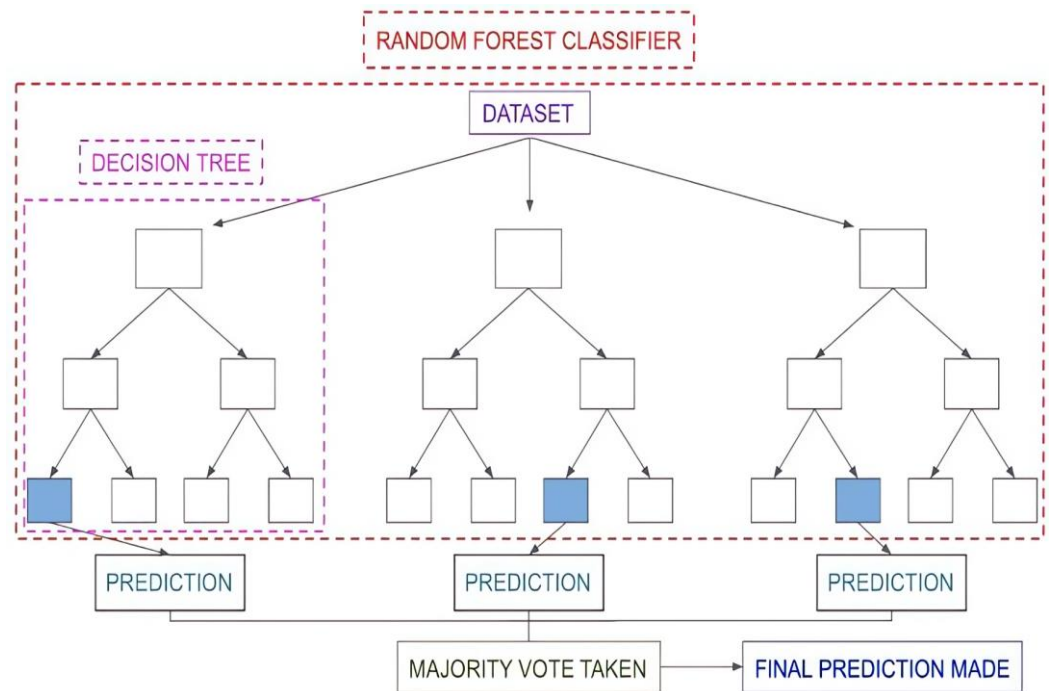 RANDOM FOREST CLASSIFIER
DATASET
DECISION TREE
PREDICTION
PREDICTION
PREDICTION
MAJORITY VOTE TAKEN
FINAL PREDICTION MADE